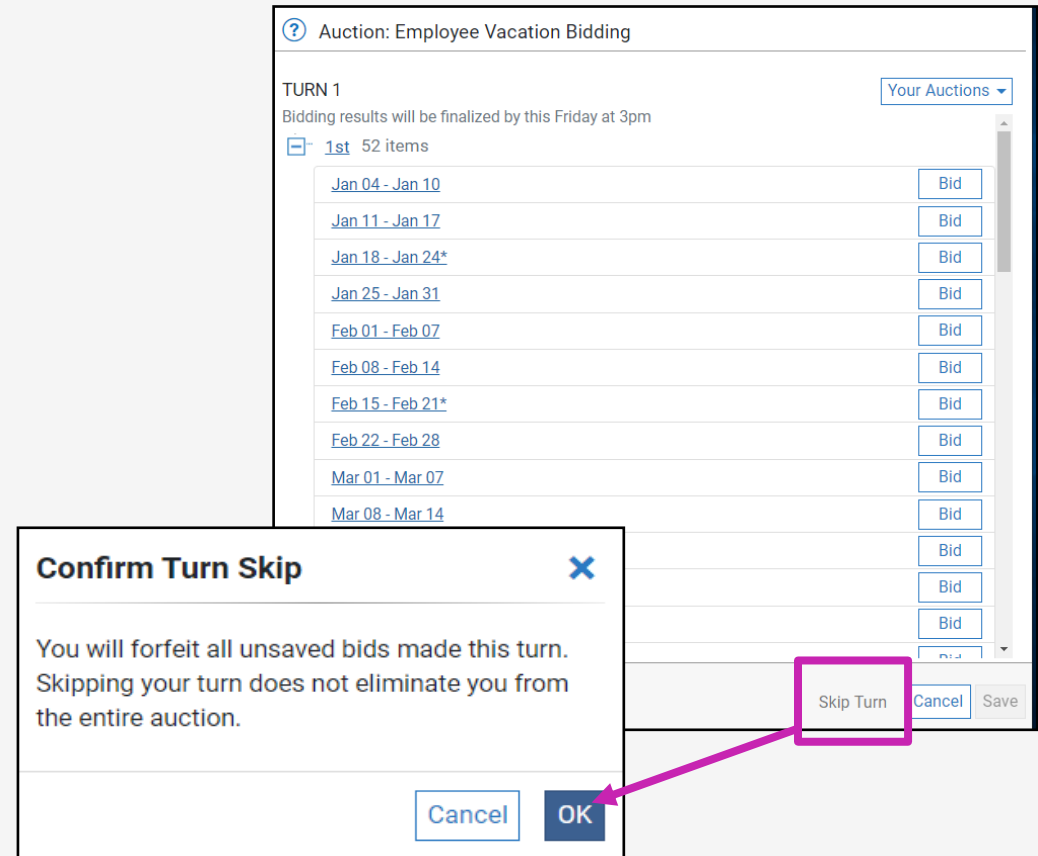 ? Auction: Employee Vacation Bidding
TURN 1
Your Auctions
Bidding results will be finalized by this Friday at 3pm
1st 52 items
Jan 04 - Jan 10 Bid
Jan 11 - Jan 17 Bid
Jan 18 - Jan 24* Bid
Jan 25 - Jan 31 Bid
Feb 01 - Feb 07 Bid
Feb 08 - Feb 14 Bid
Feb 15 - Feb 21* Bid
Feb 22 - Feb 28 Bid
Mar 01 - Mar 07 Bid
Mar 08 - Mar 14 Bid
Bid
Bid
Bid
Skip Turn Cancel Save
Confirm Turn Skip
You will forfeit all unsaved bids made this turn.
Skipping your turn does not eliminate you from
the entire auction.
Cancel OK